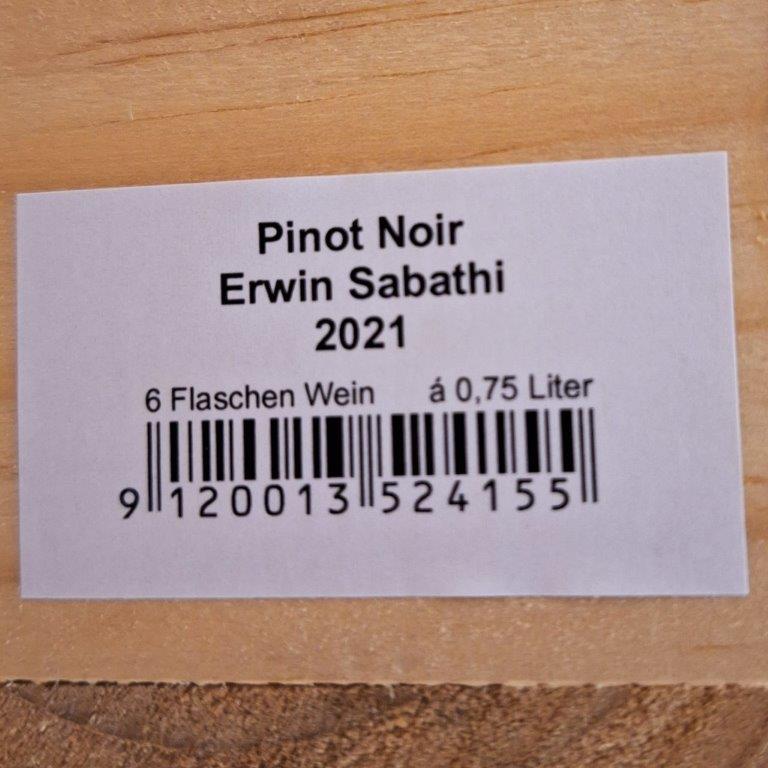 Pinot Noir
Erwin Sabathi
2021
6 Flaschen Wein á 0,75 Liter
9 120013 524155